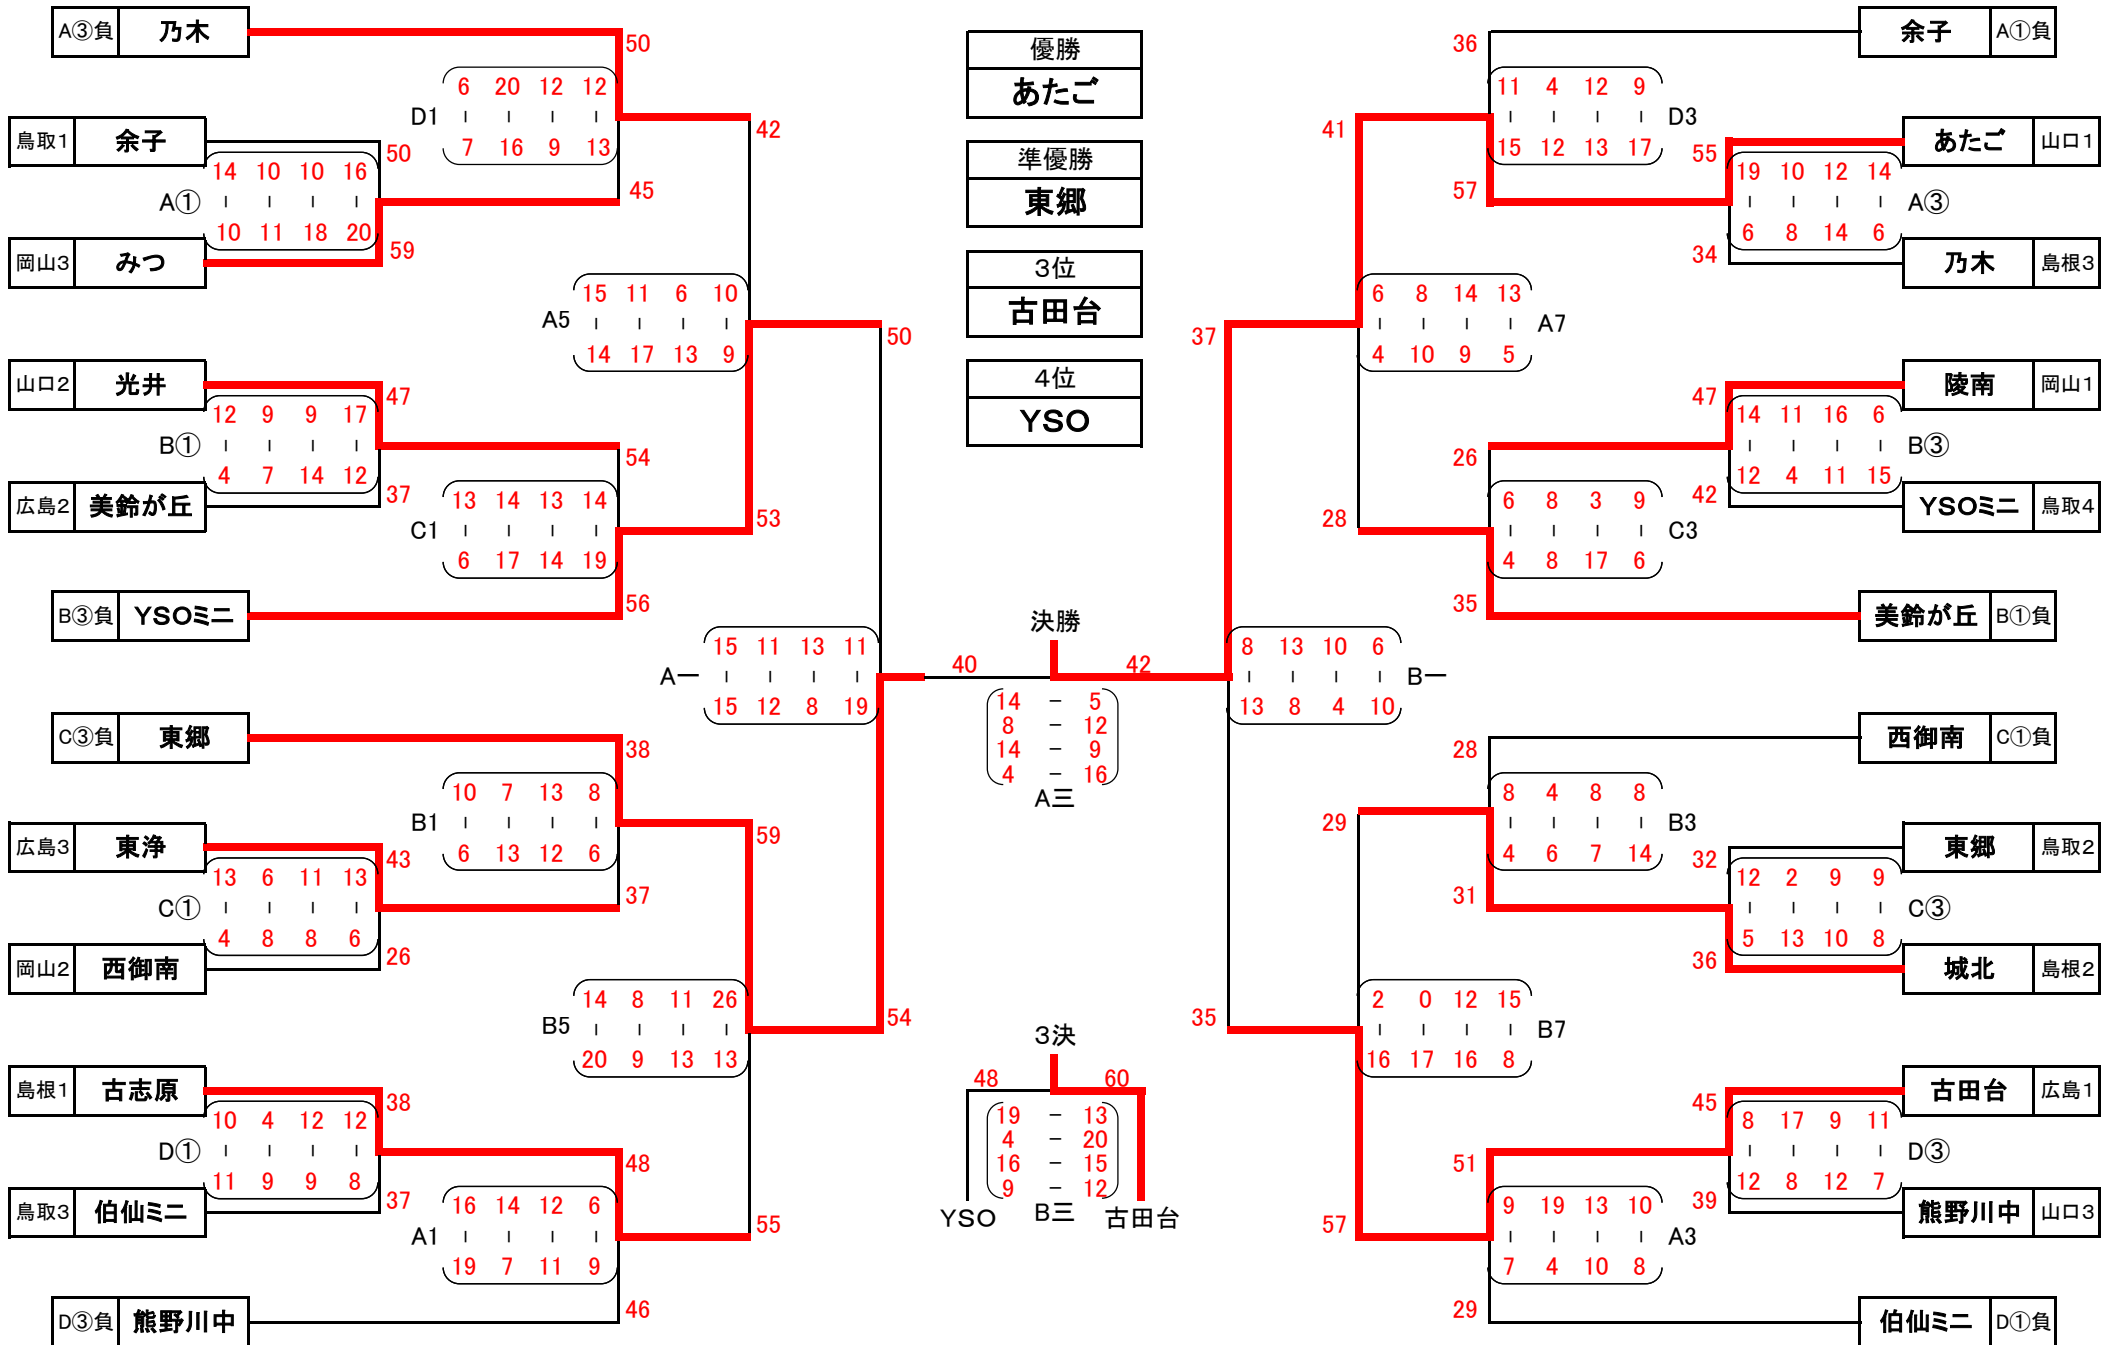 A③負 乃木
50
6 20 12 12
D1
7 16 9 13
42
鳥取1 余子
50
14 10 10 16
A①
10 11 18 20
45
岡山3 みつ
59
15 11 6 10
A5
14 17 13 9
50
山口2 光井
47
12 9 9 17
B①
4 7 14 12
54
広島2 美鈴が丘
37
13 14 13 14
C1
6 17 14 19
53
B③負 YSOミニ
56
15 11 13 11
A一
15 12 8 19
C③負 東郷
38
10 7 13 8
B1
6 13 12 6
59
広島3 東浄
43
13 6 11 13
C①
4 8 8 6
37
岡山2 西御南
26
14 8 11 26
B5
20 9 13 13
54
島根1 古志原
38
10 4 12 12
D①
11 9 9 8
48
鳥取3 伯仙ミニ
37
16 14 12 6
A1
19 7 11 9
55
D③負 熊野川中
46
優勝
あたご
準優勝
東郷
3位
古田台
4位
YSO
決勝
40 42
14 - 5
8 - 12
14 - 9
4 - 16
A三
3決
48 60
19 - 13
4 - 20
16 - 15
9 - 12
YSO B三 古田台
36
余子 A①負
11 4 12 9
D3
15 12 13 17
41
55
あたご 山口1
19 10 12 14
A③
6 8 14 6
57
34
乃木 島根3
6 8 14 13
A7
4 10 9 5
37
47
陵南 岡山1
14 11 16 6
B③
12 4 11 15
26
42
YSOミニ 鳥取4
6 8 3 9
C3
4 8 17 6
28
35
美鈴が丘 B①負
8 13 10 6
B一
13 8 4 10
28
西御南 C①負
8 4 8 8
B3
4 6 7 14
29
32
東郷 鳥取2
12 2 9 9
C③
5 13 10 8
31
36
城北 島根2
2 0 12 15
B7
16 17 16 8
35
45
古田台 広島1
8 17 9 11
D③
12 8 12 7
51
39
熊野川中 山口3
9 19 13 10
A3
7 4 10 8
57
29
伯仙ミニ D①負